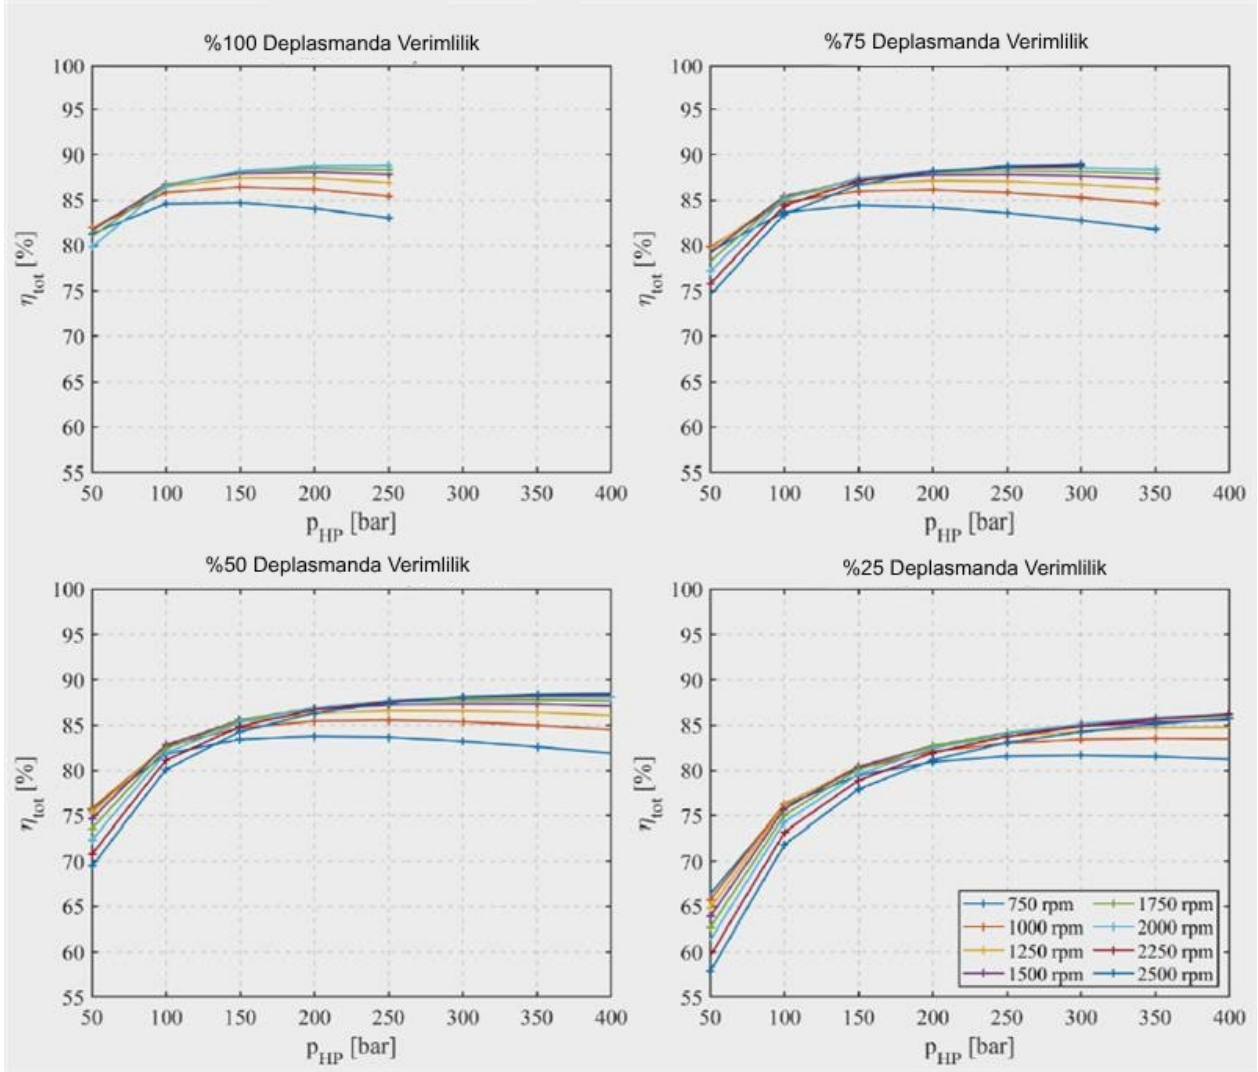 %100 Deplasmanda Verimlilik
100
95
90
85
80
75
70
65
60
55
50 100 150 200 250 300 350 400
η_tot [%]
p_HP [bar]
%75 Deplasmanda Verimlilik
100
95
90
85
80
75
70
65
60
55
50 100 150 200 250 300 350 400
η_tot [%]
p_HP [bar]
%50 Deplasmanda Verimlilik
100
95
90
85
80
75
70
65
60
55
50 100 150 200 250 300 350 400
η_tot [%]
p_HP [bar]
%25 Deplasmanda Verimlilik
100
95
90
85
80
75
70
65
60
55
50 100 150 200 250 300 350 400
η_tot [%]
p_HP [bar]
750 rpm 1750 rpm
1000 rpm 2000 rpm
1250 rpm 2250 rpm
1500 rpm 2500 rpm